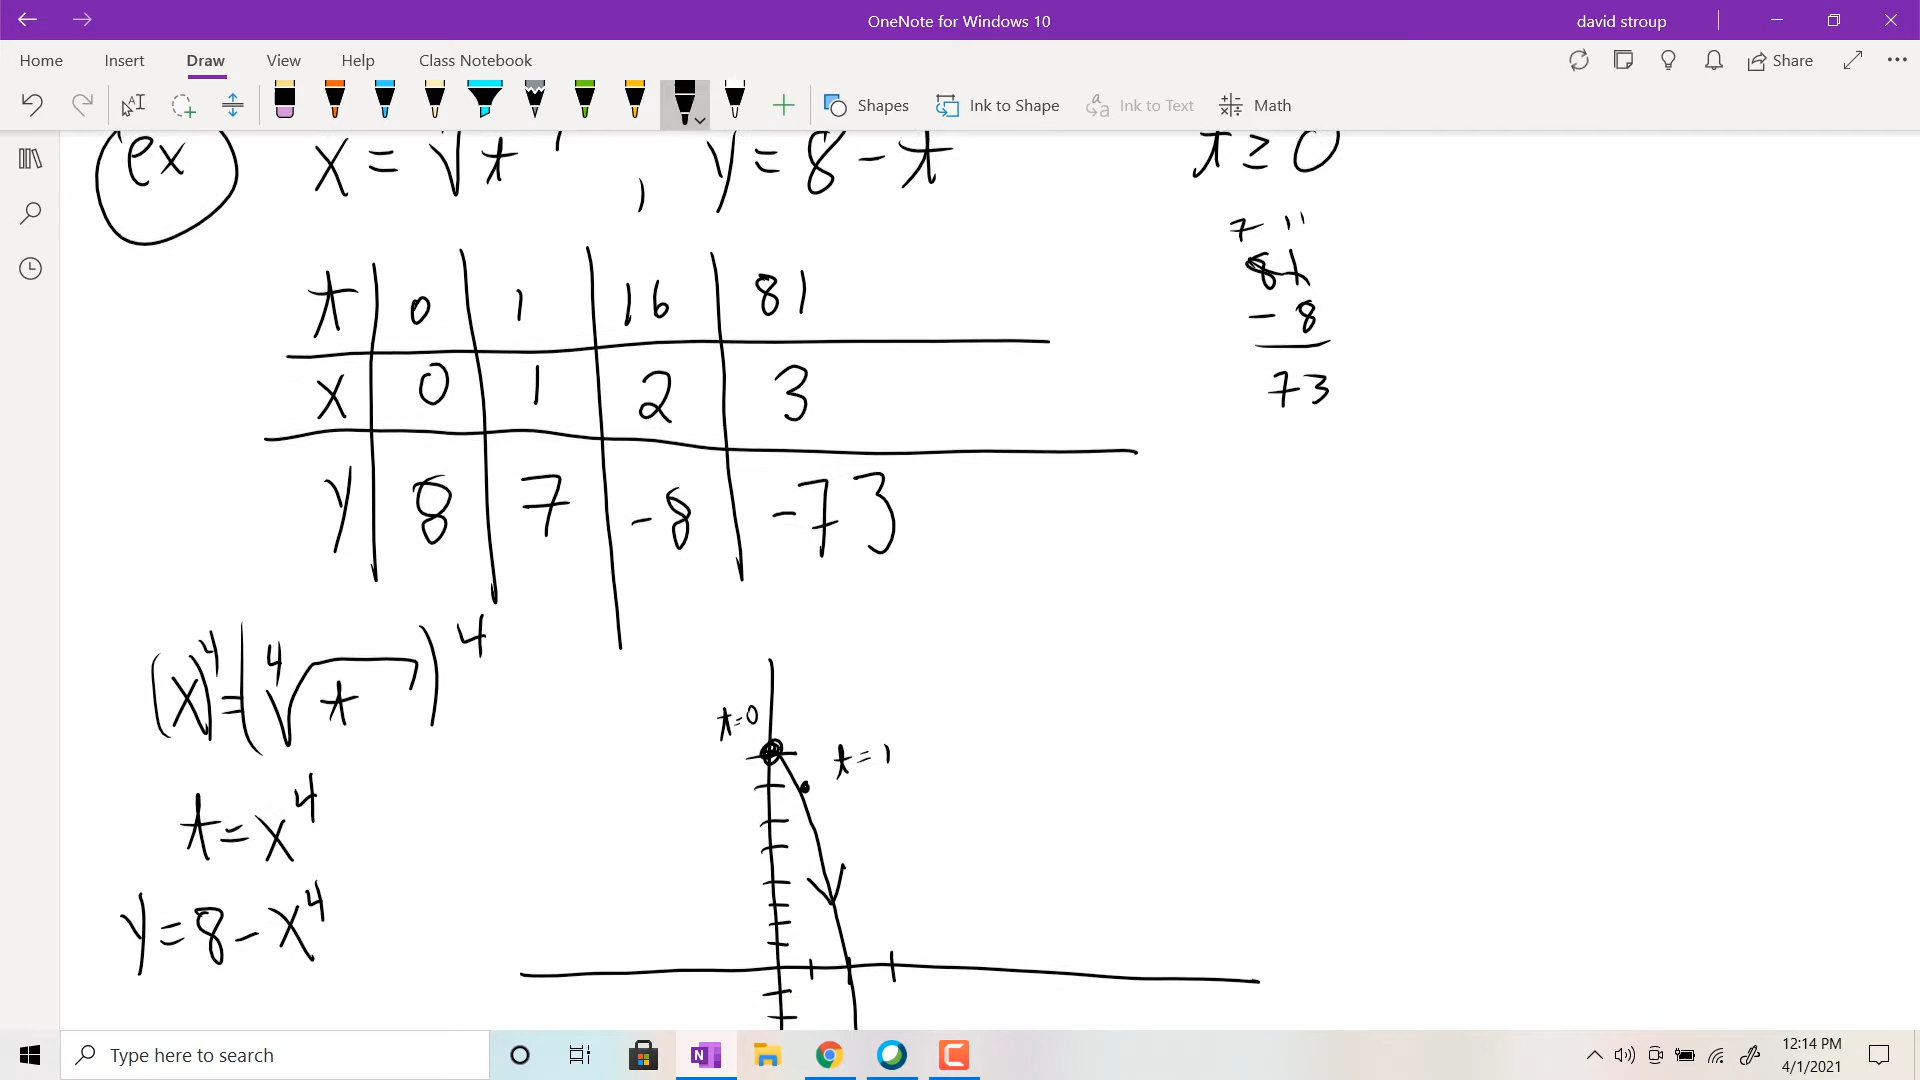 OneNote for Windows 10
david stroup
Home Insert Draw View Help Class Notebook
Share
Shapes Ink to Shape Ink to Text Math
ex x = √t , y = 8 - t t ≥ 0
7 11
81
- 8
73
t 0 1 16 81
x 0 1 2 3
y 8 7 -8 -73
(x)^4 = (∜t)^4
t = x^4
y = 8 - x^4
t=0
t = 1
Type here to search
12:14 PM
4/1/2021